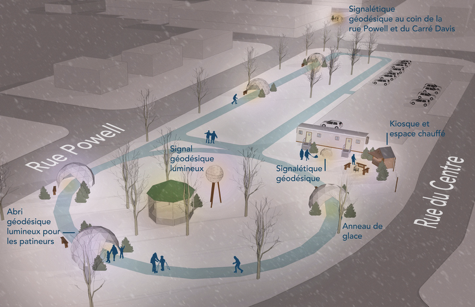 Signalétique
géodésique au coin de la
rue Powell et du Carré Davis
Rue Powell
Signal
géodésique
lumineux
Signalétique
géodésique
Kiosque et
espace chauffé
Rue du Centre
Abri
géodésique
lumineux pour
les patineurs
Anneau de
glace